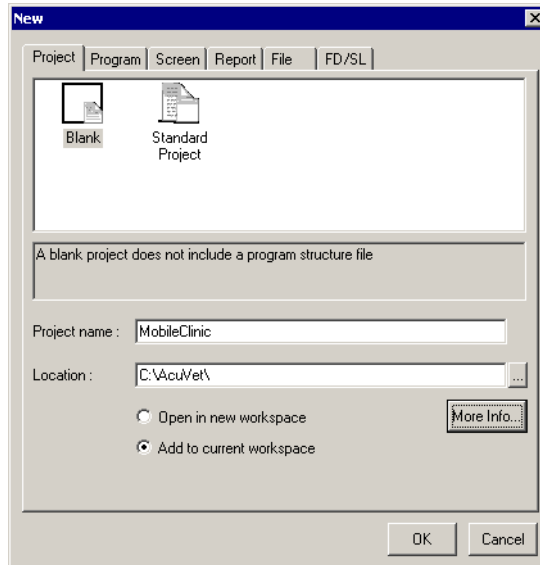 New
Project Program Screen Report File FD/SL
Blank Standard
Project
A blank project does not include a program structure file
Project name : MobileClinic
Location : C:\AcuVet\ ...
Open in new workspace More Info...
Add to current workspace
OK Cancel